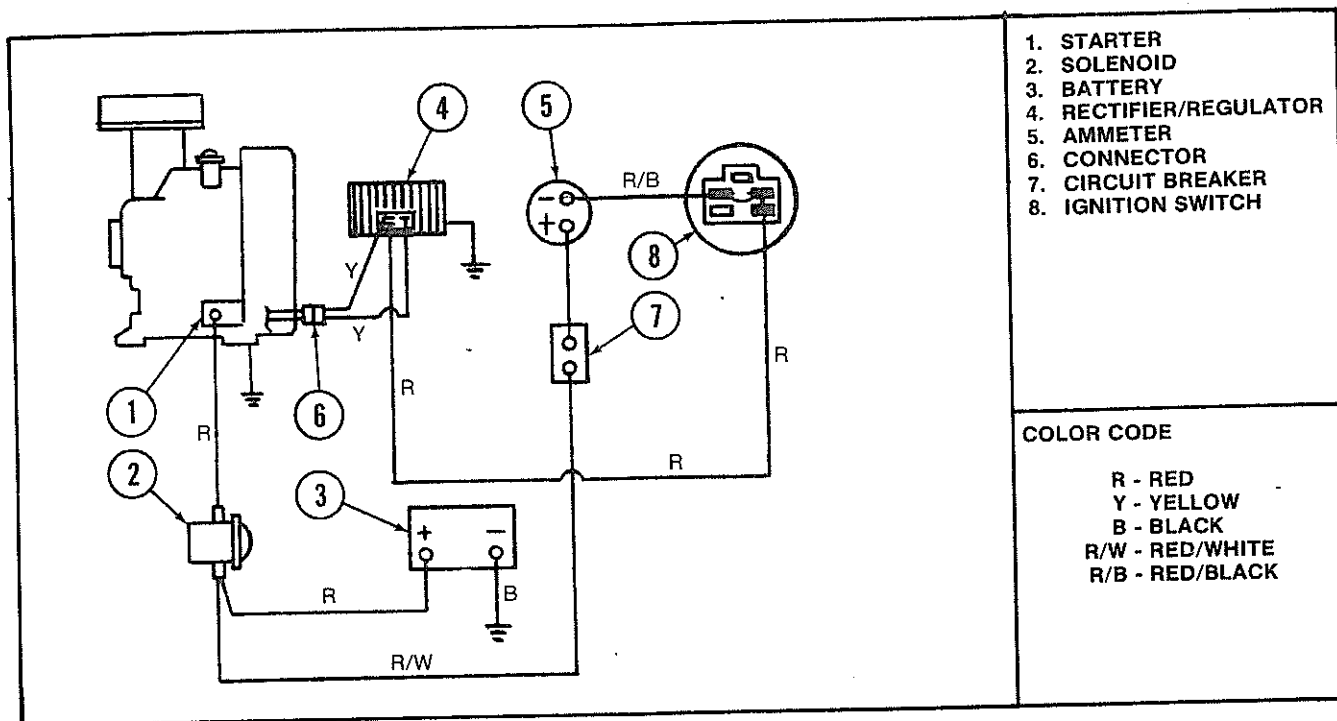 1. STARTER
2. SOLENOID
3. BATTERY
4. RECTIFIER/REGULATOR
5. AMMETER
6. CONNECTOR
7. CIRCUIT BREAKER
8. IGNITION SWITCH
COLOR CODE
R - RED
Y - YELLOW
B - BLACK
R/W - RED/WHITE
R/B - RED/BLACK
4
5
R/B
-
+
8
Y
Y
7
R
R
1
6
R
R
2
3
+ -
R
B
R/W